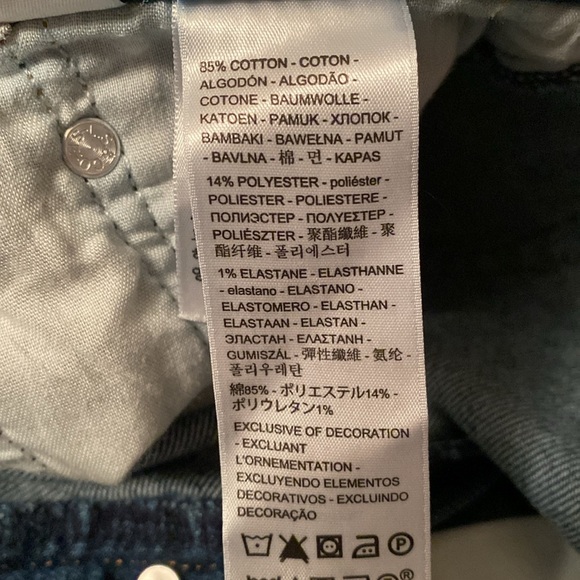 85% COTTON - COTON -
ALGODÓN - ALGODÃO -
COTONE - BAUMWOLLE -
KATOEN - PAMUK - ХЛОПОК -
BAMBAKI - BAWEŁNA - PAMUT
- BAVLNA - 棉 - 면 - KAPAS
14% POLYESTER - poliéster -
POLIESTER - POLIESTERE -
ПОЛИЭСТЕР - ΠΟΛΥΕΣΤΕΡ -
POLIÉSZTER - 聚酯纖維 - 聚
酯纤维 - 폴리에스터
1% ELASTANE - ELASTHANNE
- elastano - ELASTANO -
ELASTOMERO - ELASTHAN -
ELASTAAN - ELASTAN -
ЭЛАСТАН - ΕΛΑΣΤΑΝΗ -
GUMISZÁL - 彈性纖維 - 氨纶 -
폴리우레탄
綿85% - ポリエステル14% -
ポリウレタン1%
EXCLUSIVE OF DECORATION
- EXCLUANT
L'ORNEMENTATION -
EXCLUYENDO ELEMENTOS
DECORATIVOS - EXCLUINDO
DECORAÇÃO